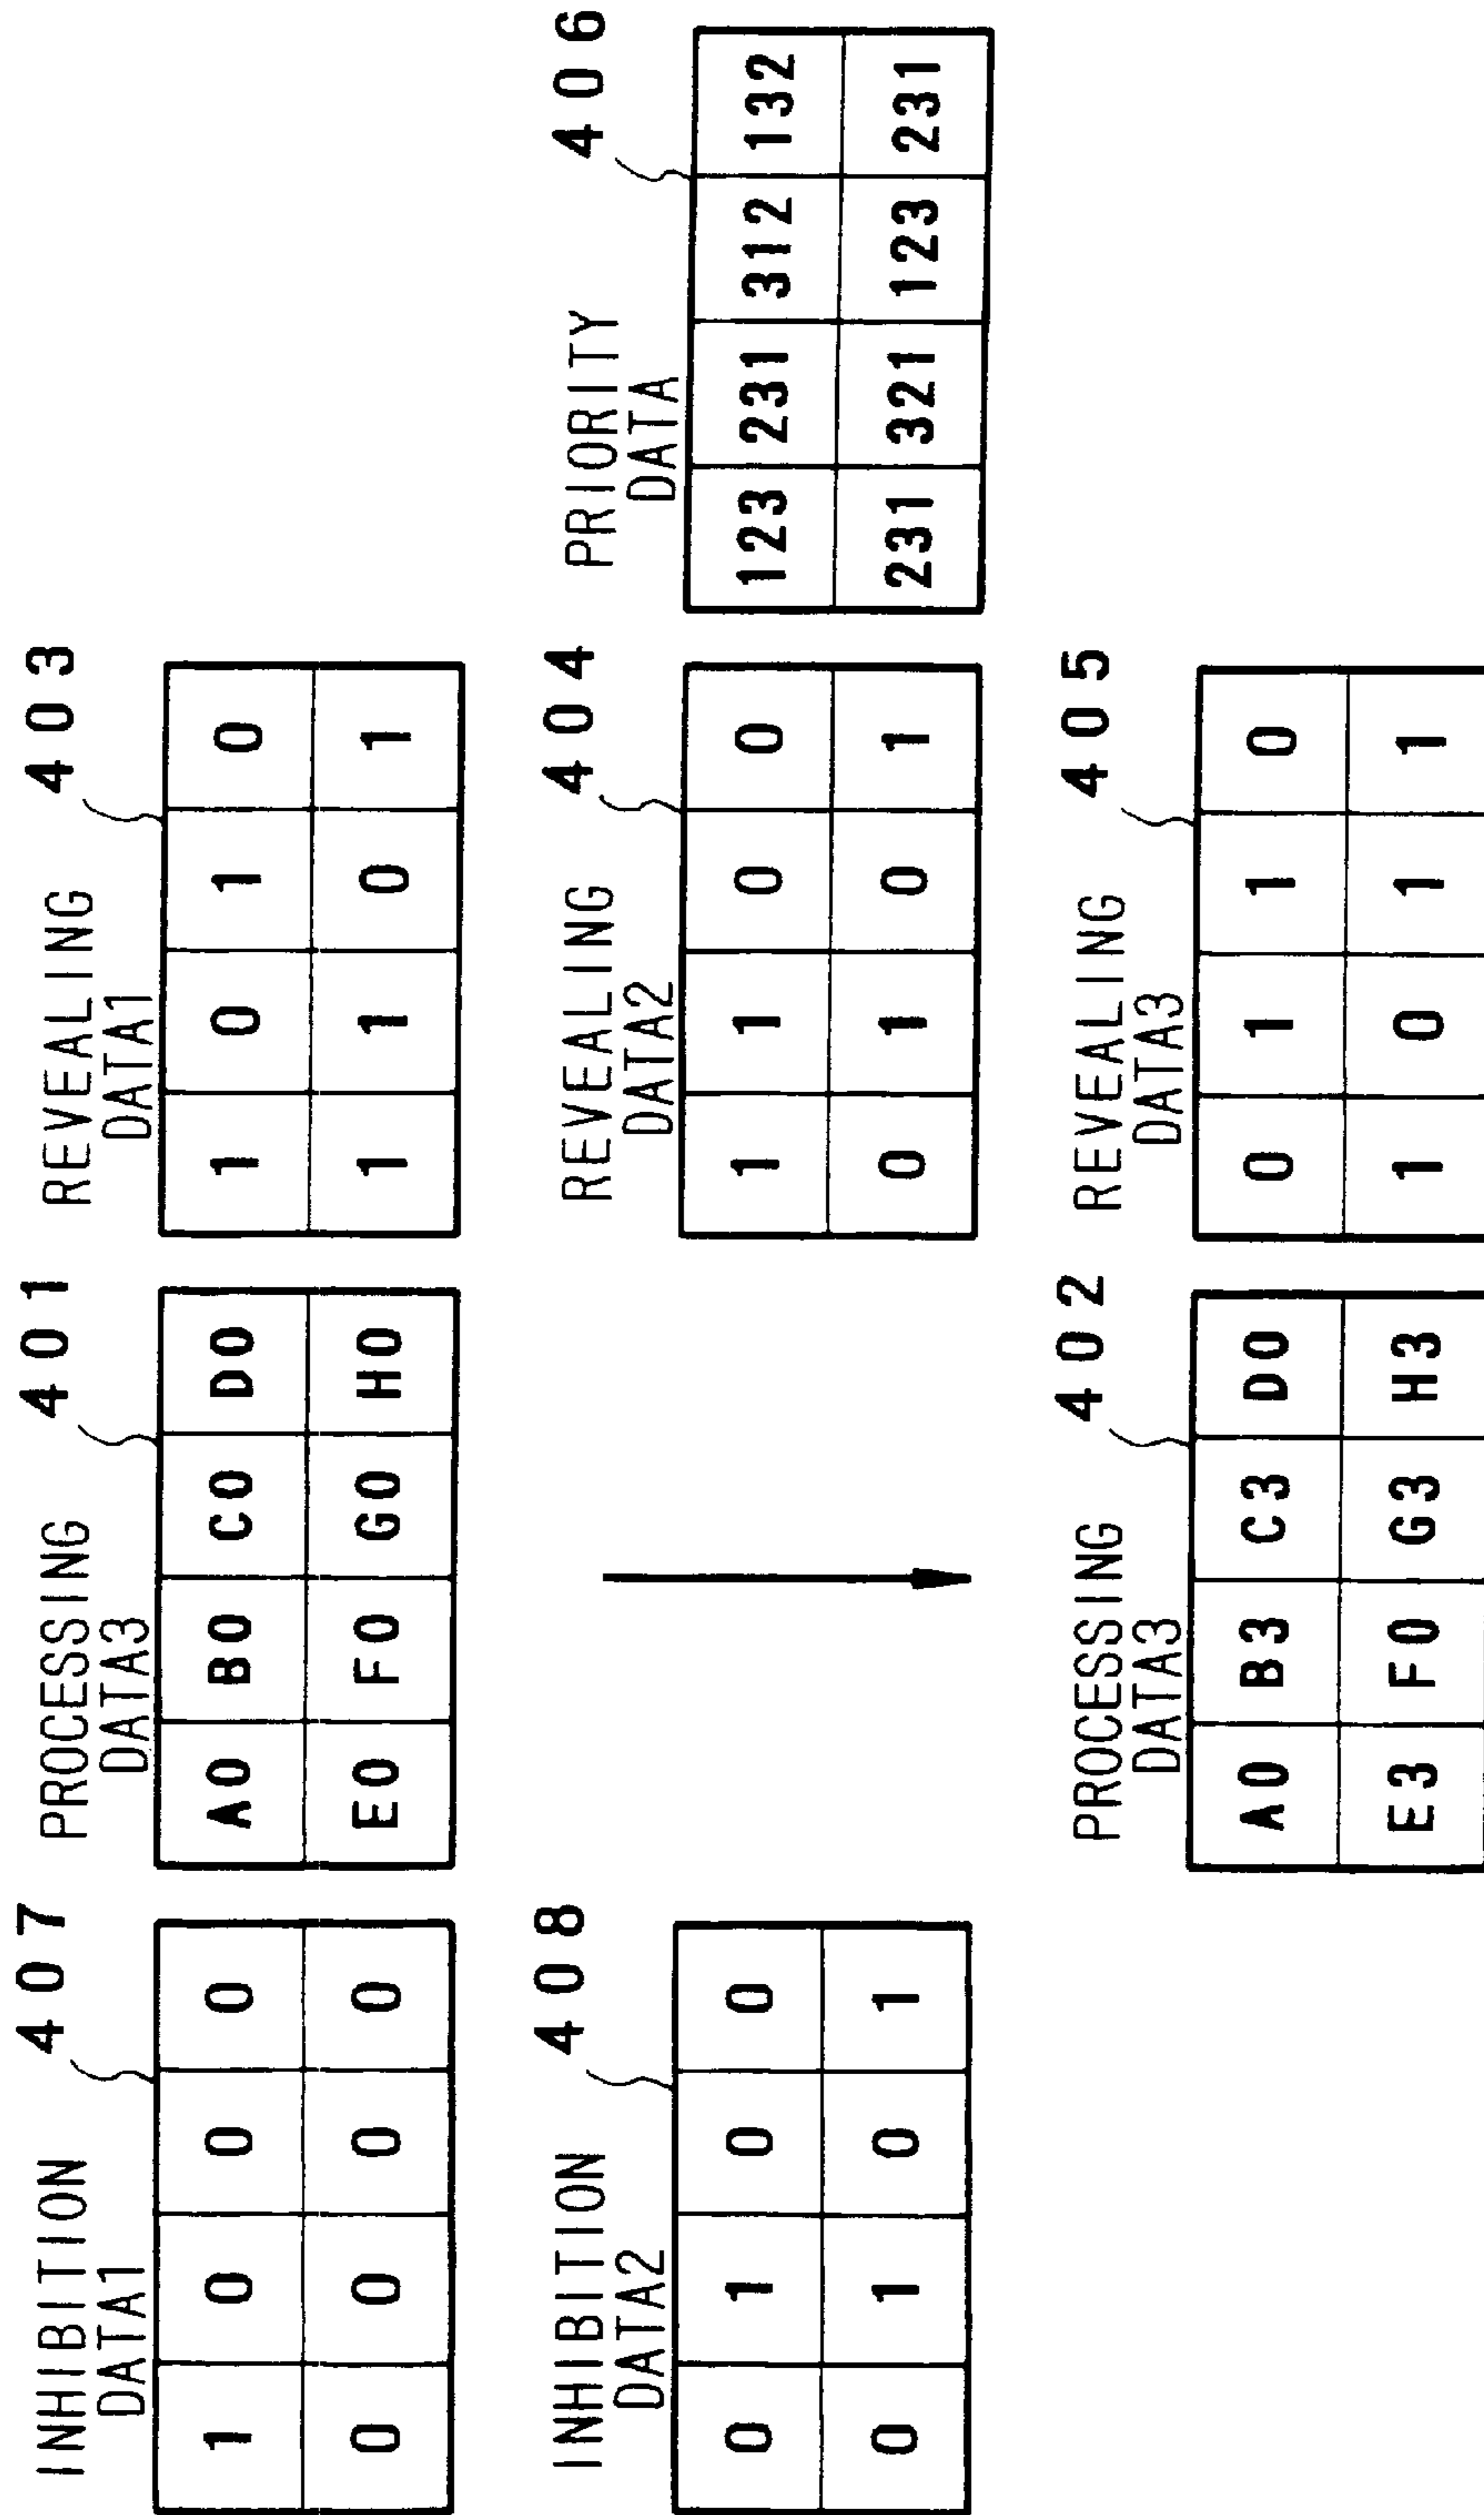 INHIBITION
DATA1
407
1 0 0 0
0 0 0 0
PROCESSING
DATA3
401
A0 B0 C0 D0
E0 F0 G0 H0
REVEALING
DATA1
403
1 0 1 0
1 1 0 1
INHIBITION
DATA2
408
0 1 0 0
0 1 0 1
REVEALING
DATA2
404
1 1 0 0
0 1 0 1
PRIORITY
DATA
406
123 231 312 132
231 321 123 231
PROCESSING
DATA3
402
A0 B3 C3 D0
E3 F0 G3 H3
REVEALING
DATA3
405
0 1 1 0
1 0 1 1